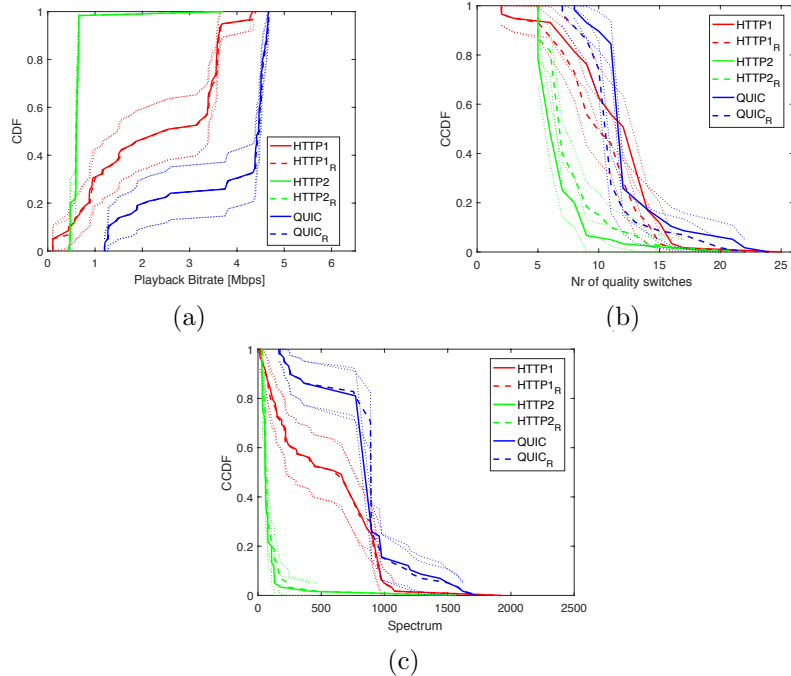 1
0.8
0.6
0.4
0.2
0
CDF
0 1 2 3 4 5 6
Playback Bitrate [Mbps]
HTTP1
HTTP1R
HTTP2
HTTP2R
QUIC
QUICR
(a)
1
0.8
0.6
0.4
0.2
0
CCDF
0 5 10 15 20 25
Nr of quality switches
HTTP1
HTTP1R
HTTP2
HTTP2R
QUIC
QUICR
(b)
1
0.8
0.6
0.4
0.2
0
CCDF
0 500 1000 1500 2000 2500
Spectrum
HTTP1
HTTP1R
HTTP2
HTTP2R
QUIC
QUICR
(c)